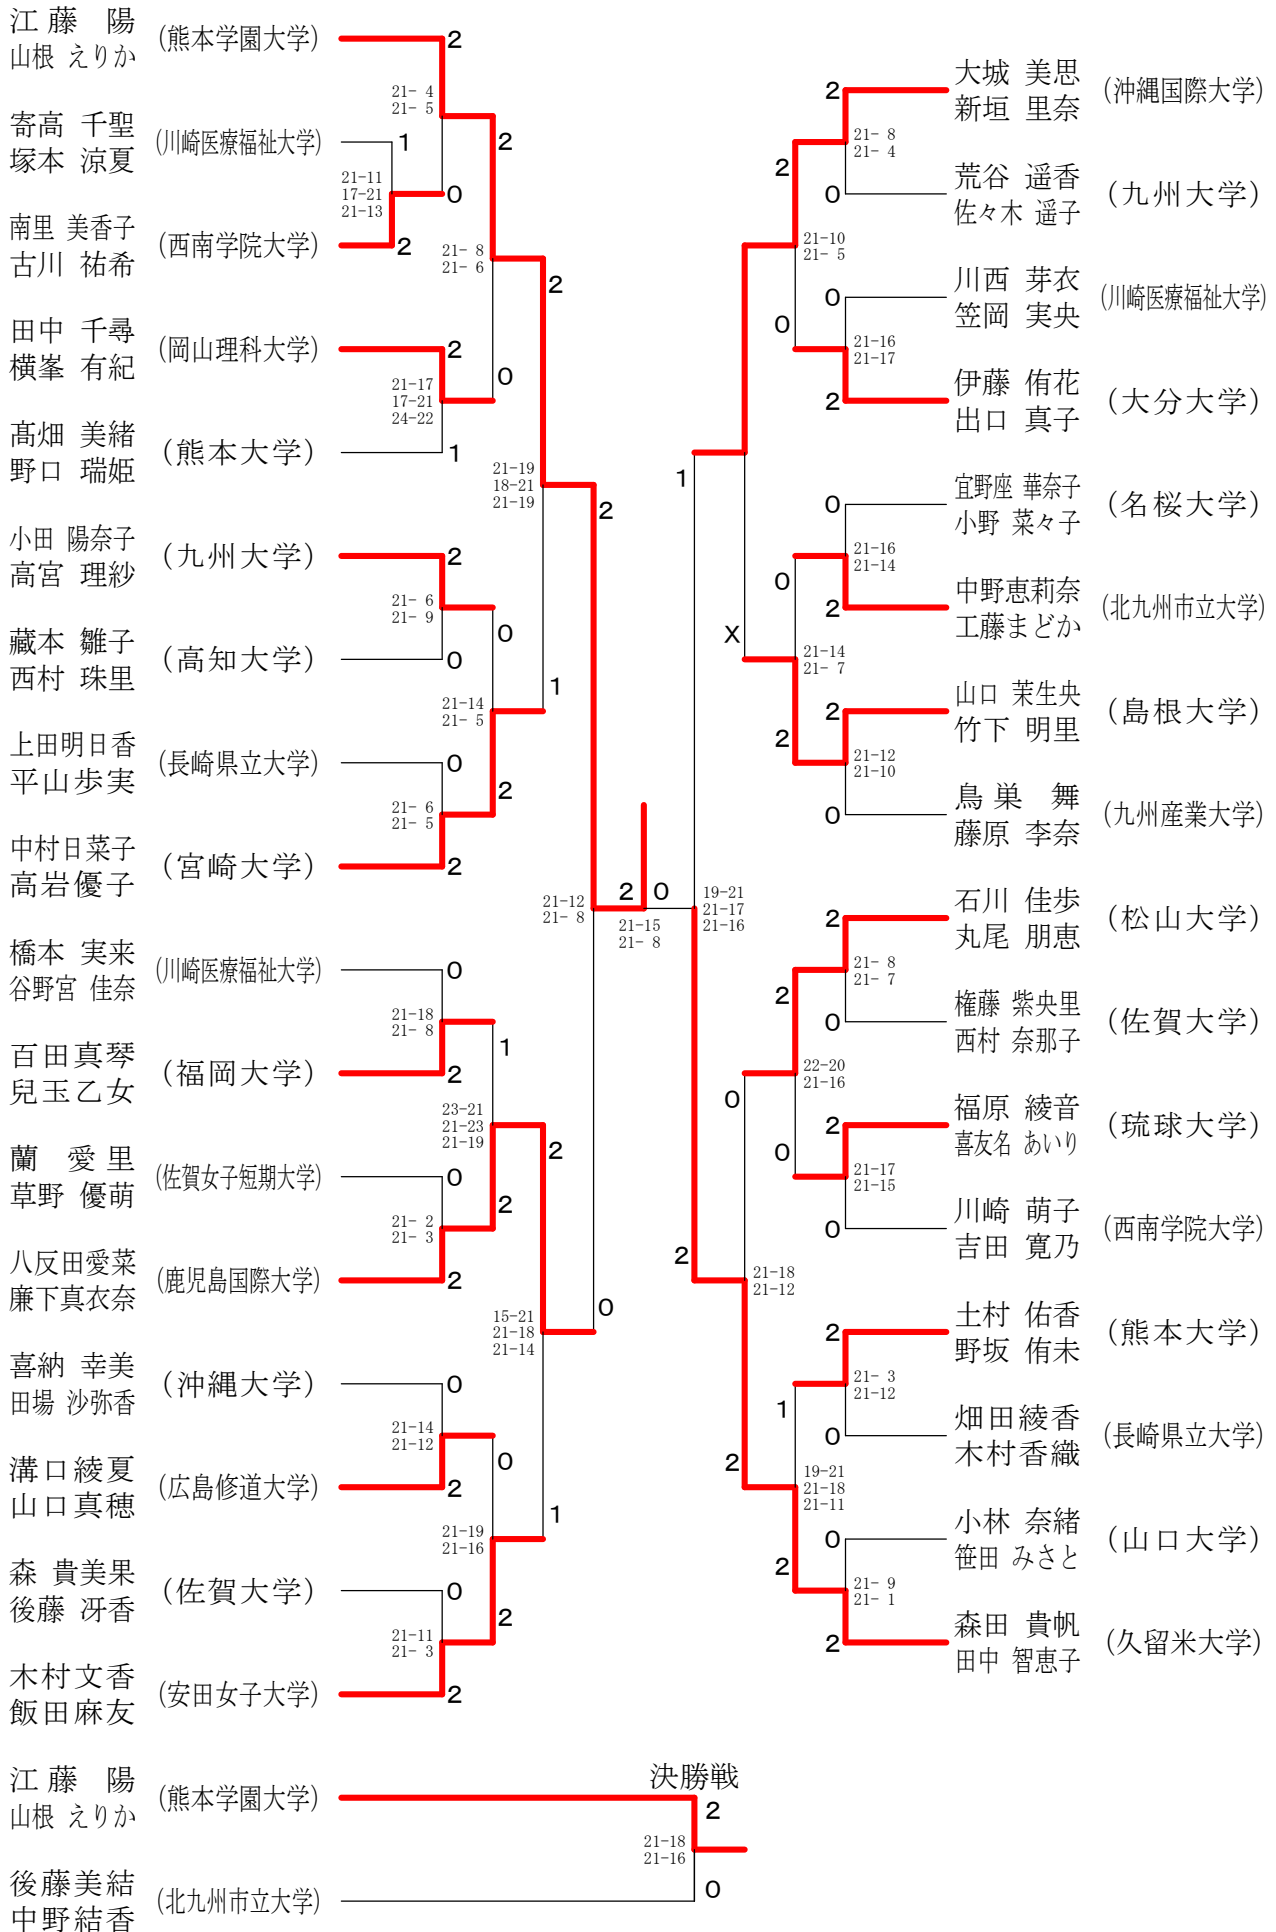 江藤 陽
山根 えりか
(熊本学園大学)
2
21- 4
21- 5
寄高 千聖
塚本 涼夏
(川崎医療福祉大学)
1
2
21-11
17-21
21-13
0
南里 美香子
古川 祐希
(西南学院大学)
2
21- 8
21- 6
2
田中 千尋
横峯 有紀
(岡山理科大学)
2
0
21-17
17-21
24-22
髙畑 美緒
野口 瑞姫
(熊本大学)
1
21-19
18-21
21-19
2
小田 陽奈子
高宮 理紗
(九州大学)
2
21- 6
21- 9
0
藏本 雛子
西村 珠里
(高知大学)
0
21-14
21- 5
1
上田明日香
平山歩実
(長崎県立大学)
0
2
21- 6
21- 5
中村日菜子
高岩優子
(宮崎大学)
2
21-12
21- 8
2
0
21-15
21- 8
橋本 実来
谷野宮 佳奈
(川崎医療福祉大学)
0
21-18
21- 8
1
百田真琴
兒玉乙女
(福岡大学)
2
23-21
21-23
21-19
2
蘭 愛里
草野 優萌
(佐賀女子短期大学)
0
2
21- 2
21- 3
八反田愛菜
廉下真衣奈
(鹿児島国際大学)
2
15-21
21-18
21-14
0
喜納 幸美
田場 沙弥香
(沖縄大学)
0
21-14
21-12
0
溝口綾夏
山口真穂
(広島修道大学)
2
21-19
21-16
1
森 貴美果
後藤 冴香
(佐賀大学)
0
2
21-11
21- 3
木村文香
飯田麻友
(安田女子大学)
2
2
大城 美思
新垣 里奈
(沖縄国際大学)
21- 8
21- 4
2
0
荒谷 遥香
佐々木 遥子
(九州大学)
21-10
21- 5
0
川西 芽衣
笠岡 実央
(川崎医療福祉大学)
0
21-16
21-17
2
伊藤 侑花
出口 真子
(大分大学)
1
0
宜野座 華奈子
小野 菜々子
(名桜大学)
21-16
21-14
0
2
中野恵莉奈
工藤まどか
(北九州市立大学)
X
21-14
21- 7
2
山口 茉生央
竹下 明里
(島根大学)
2
21-12
21-10
0
鳥巣 舞
藤原 李奈
(九州産業大学)
19-21
21-17
21-16
2
石川 佳歩
丸尾 朋恵
(松山大学)
21- 8
21- 7
2
0
権藤 紫央里
西村 奈那子
(佐賀大学)
0
22-20
21-16
2
福原 綾音
喜友名 あいり
(琉球大学)
0
21-17
21-15
0
川崎 萌子
吉田 寛乃
(西南学院大学)
2
21-18
21-12
2
土村 佑香
野坂 侑未
(熊本大学)
21- 3
21-12
1
0
畑田綾香
木村香織
(長崎県立大学)
2
19-21
21-18
21-11
0
小林 奈緒
笹田 みさと
(山口大学)
2
21- 9
21- 1
2
森田 貴帆
田中 智恵子
(久留米大学)
決勝戦
江藤 陽
山根 えりか
(熊本学園大学)
2
21-18
21-16
後藤美結
中野結香
(北九州市立大学)
0